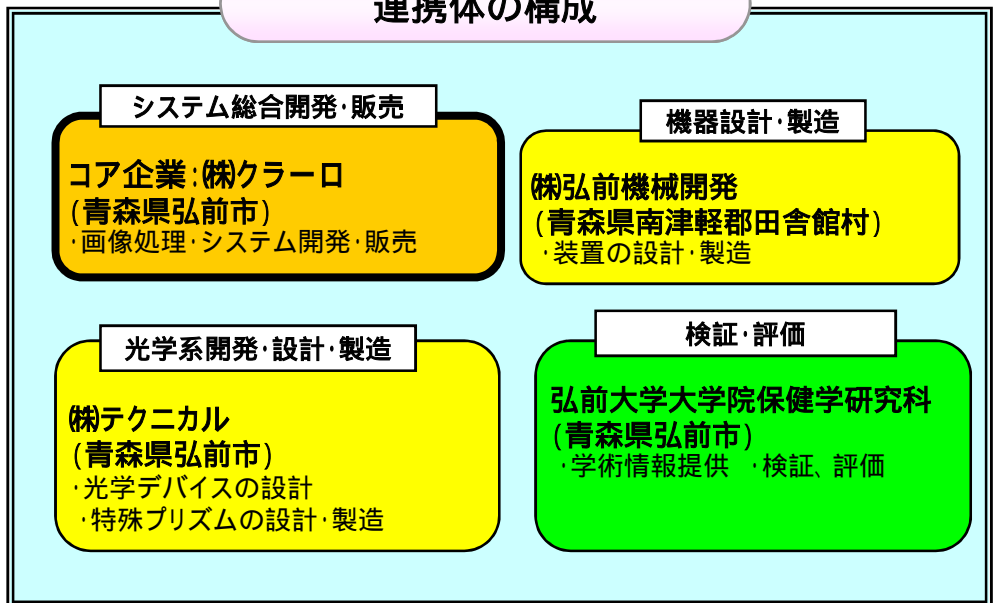 連携体の構成
システム総合開発・販売
コア企業:㈱クラーロ
(青森県弘前市)
・画像処理・システム開発・販売
機器設計・製造
㈱弘前機械開発
(青森県南津軽郡田舎館村)
・装置の設計・製造
光学系開発・設計・製造
㈱テクニカル
(青森県弘前市)
・光学デバイスの設計
・特殊プリズムの設計・製造
検証・評価
弘前大学大学院保健学研究科
(青森県弘前市)
・学術情報提供 ・検証、評価